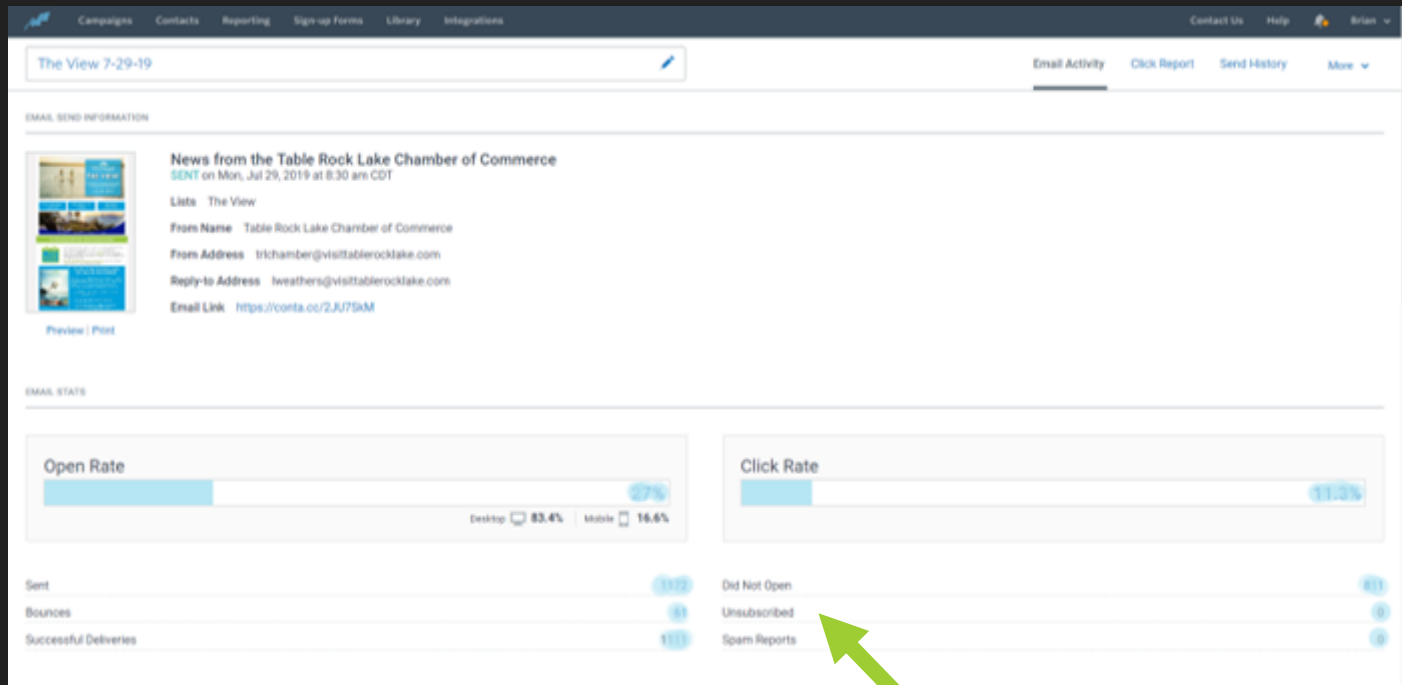 Campaigns Contacts Reporting Sign-up Forms Library Integrations Contact Us Help Brian
The View 7-29-19
Email Activity Click Report Send History More
EMAIL SEND INFORMATION
News from the Table Rock Lake Chamber of Commerce
SENT on Mon, Jul 29, 2019 at 8:30 am CDT
Lists The View
From Name Table Rock Lake Chamber of Commerce
From Address trlchamber@visittablerocklake.com
Reply-to Address lweathers@visittablerocklake.com
Email Link https://conta.cc/2JU75kM
Preview | Print
EMAIL STATS
Open Rate
27%
Desktop 83.4% Mobile 16.6%
Click Rate
11.3%
Sent 1172
Bounces 61
Successful Deliveries 1111
Did Not Open 811
Unsubscribed 0
Spam Reports 0